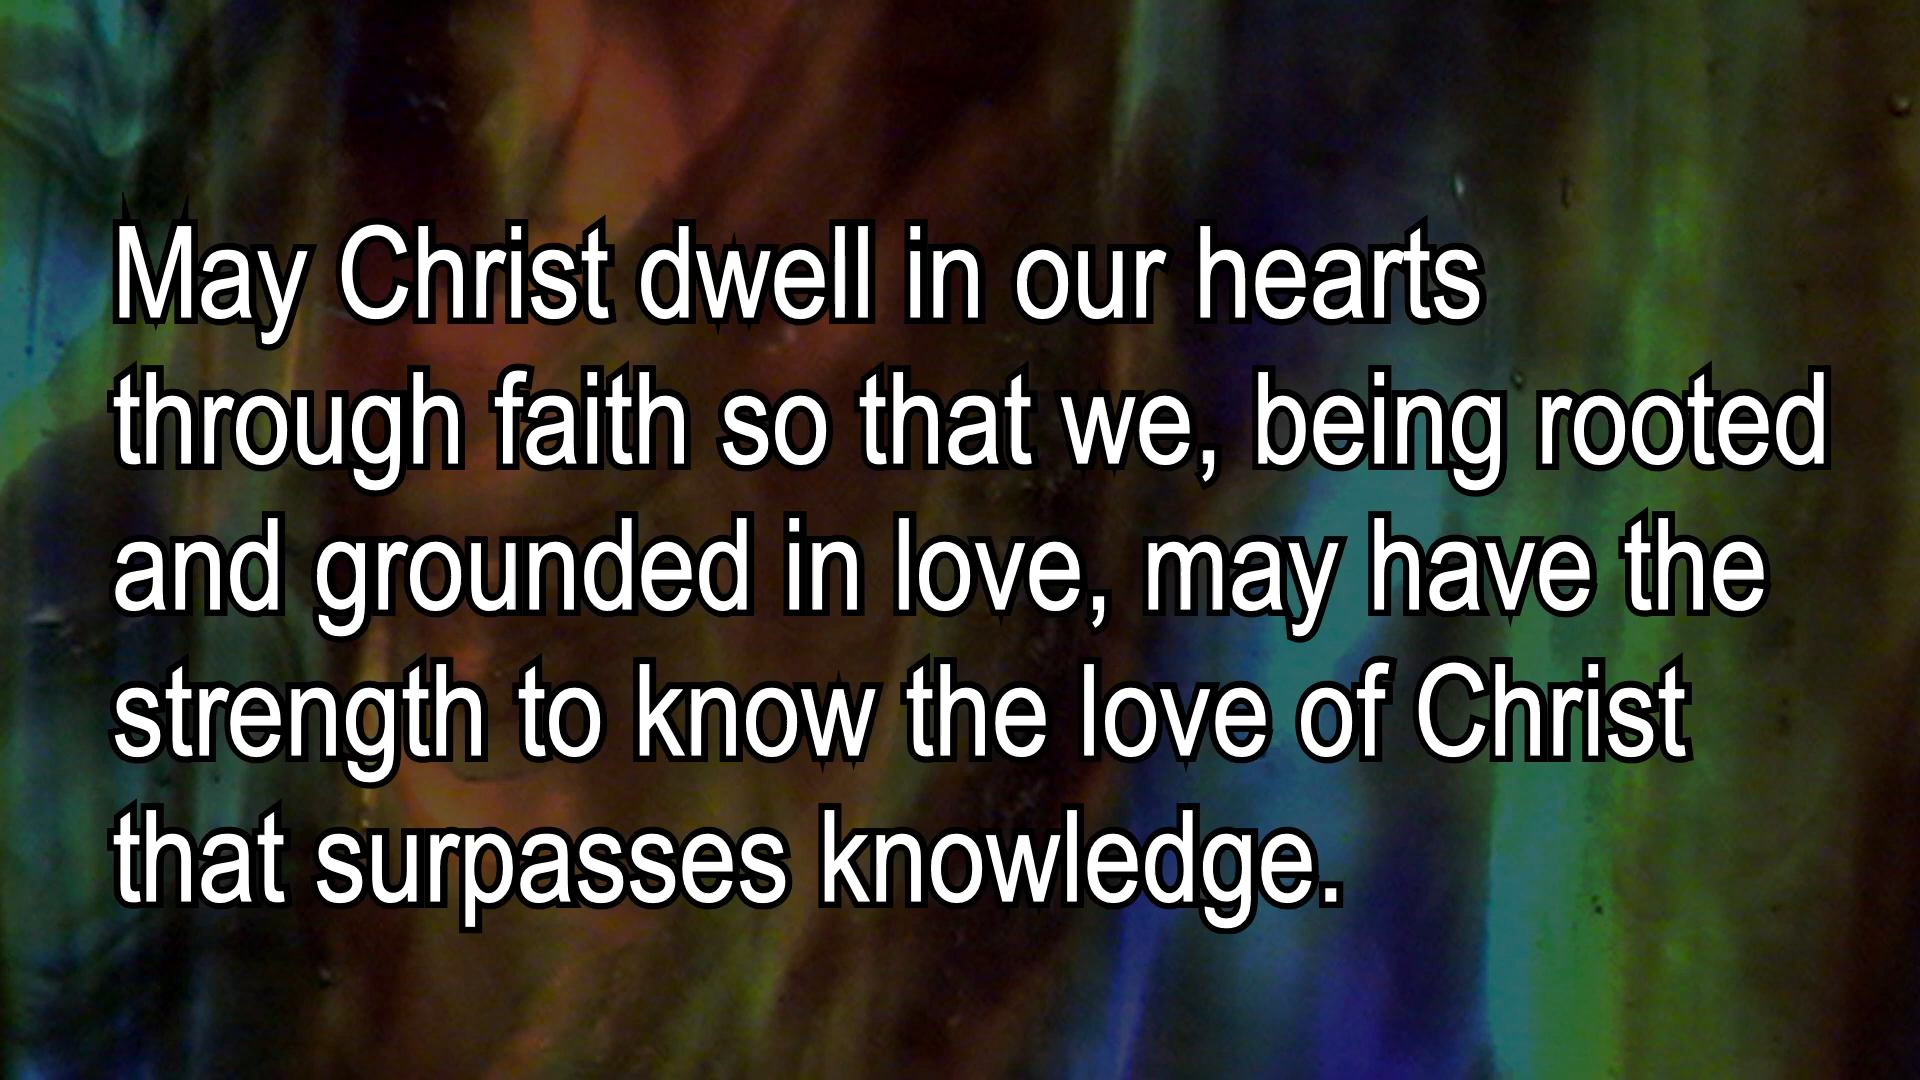 May Christ dwell in our hearts
through faith so that we, being rooted
and grounded in love, may have the
strength to know the love of Christ
that surpasses knowledge.